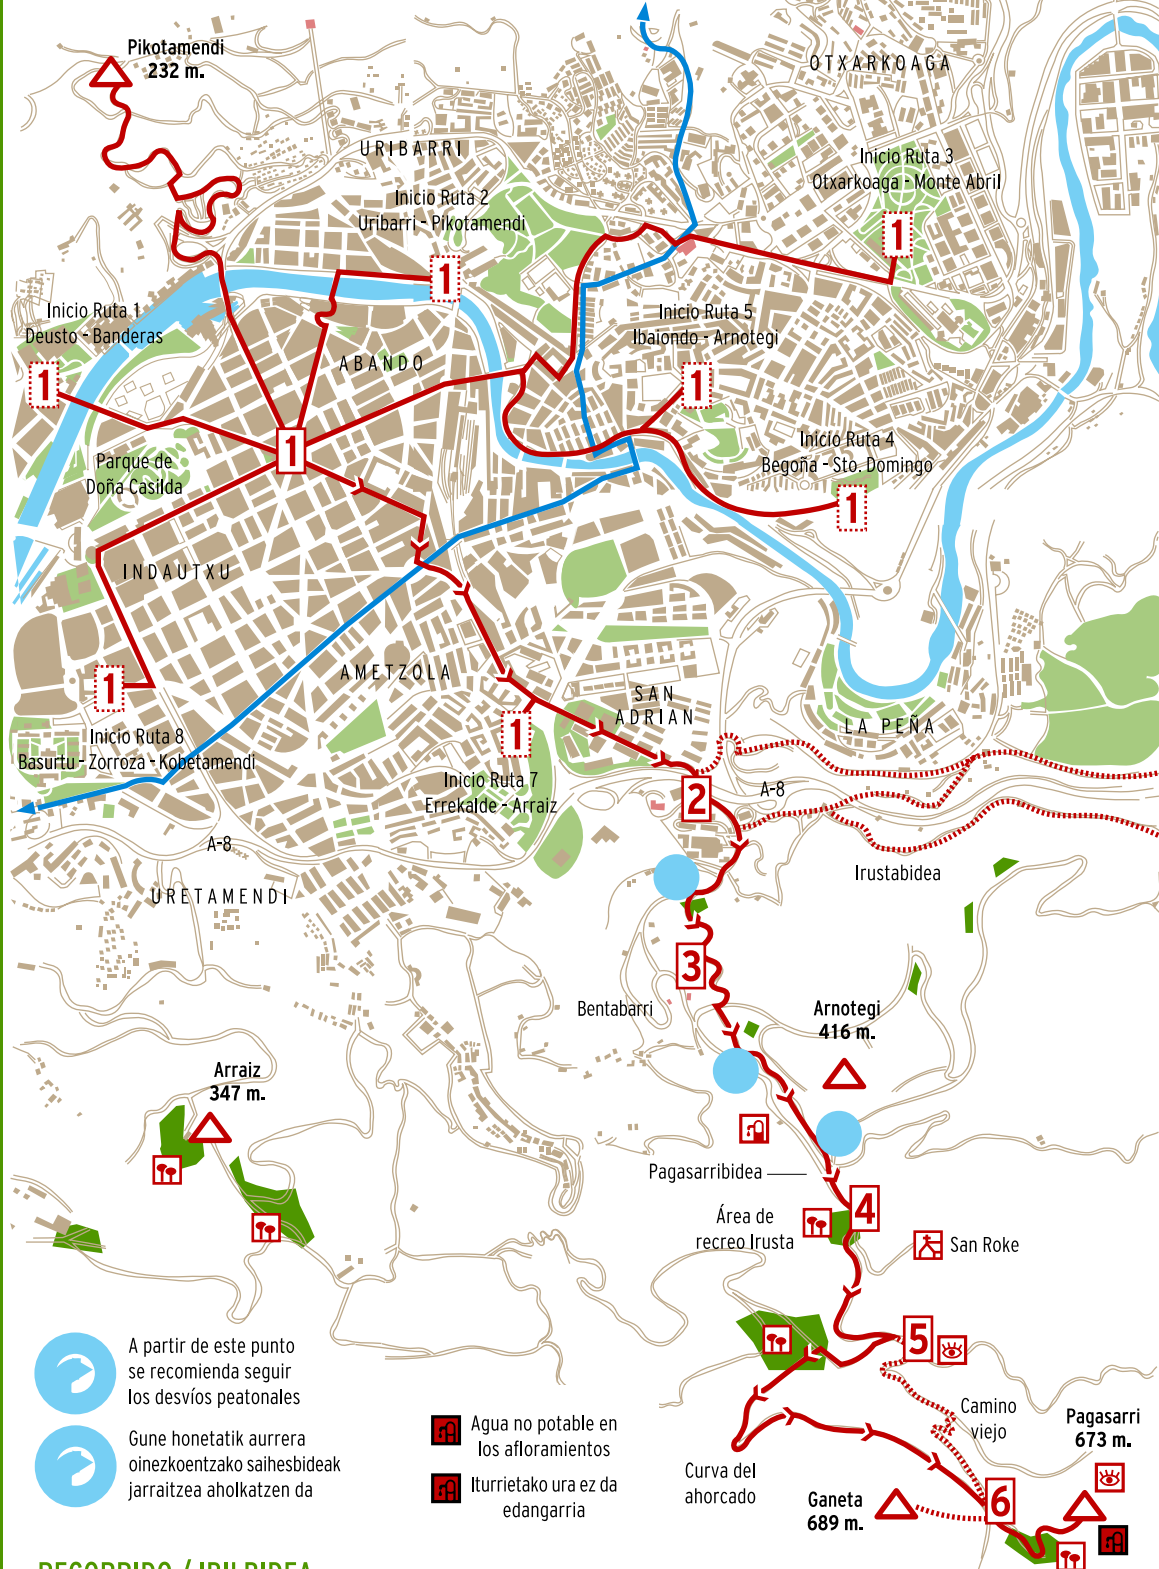 Pikotamendi
232 m.
OTXARKOAGA
URIBARRI
Inicio Ruta 3
Otxarkoaga - Monte Abril
Inicio Ruta 2
Uribarri - Pikotamendi
1
1
Inicio Ruta 1
Deusto - Banderas
Inicio Ruta 5
Ibaiondo - Arnotegi
ABANDO
1
1
1
Inicio Ruta 4
Begoña - Sto. Domingo
Parque de
Doña Casilda
1
INDAUTXU
AMETZOLA
1
SAN
ADRIAN
LA PEÑA
1
Inicio Ruta 8
Basurtu - Zorroza - Kobetamendi
Inicio Ruta 7
Errekalde - Arraiz
2
A-8
A-8
Irustabidea
URETAMENDI
3
Bentabarri
Arnotegi
416 m.
Arraiz
347 m.
Pagasarribidea
4
Área de
recreo Irusta
San Roke
5
A partir de este punto
se recomienda seguir
los desvíos peatonales
Gune honetatik aurrera
oinezkoentzako saihesbideak
jarraitzea aholkatzen da
Agua no potable en
los afloramientos
Iturrietako ura ez da
edangarria
Camino
viejo
Pagasarri
673 m.
Curva del
ahorcado
Ganeta
689 m.
6
RECORRIDO / IBILBIDEA